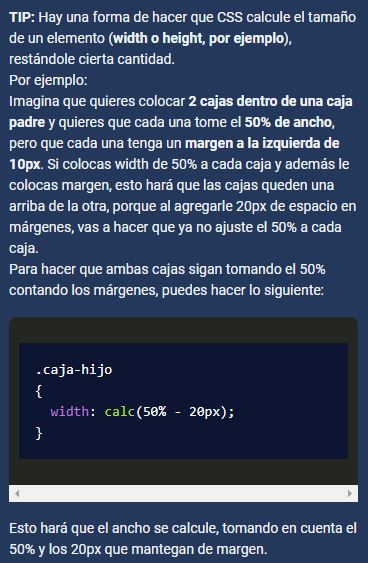 TIP: Hay una forma de hacer que CSS calcule el tamaño
de un elemento (width o height, por ejemplo),
restándole cierta cantidad.
Por ejemplo:
Imagina que quieres colocar 2 cajas dentro de una caja
padre y quieres que cada una tome el 50% de ancho,
pero que cada una tenga un margen a la izquierda de
10px. Si colocas width de 50% a cada caja y además le
colocas margen, esto hará que las cajas queden una
arriba de la otra, porque al agregarle 20px de espacio en
márgenes, vas a hacer que ya no ajuste el 50% a cada
caja.
Para hacer que ambas cajas sigan tomando el 50%
contando los márgenes, puedes hacer lo siguiente:
.caja-hijo
{
width: calc(50% - 20px);
}
Esto hará que el ancho se calcule, tomando en cuenta el
50% y los 20px que mantegan de margen.